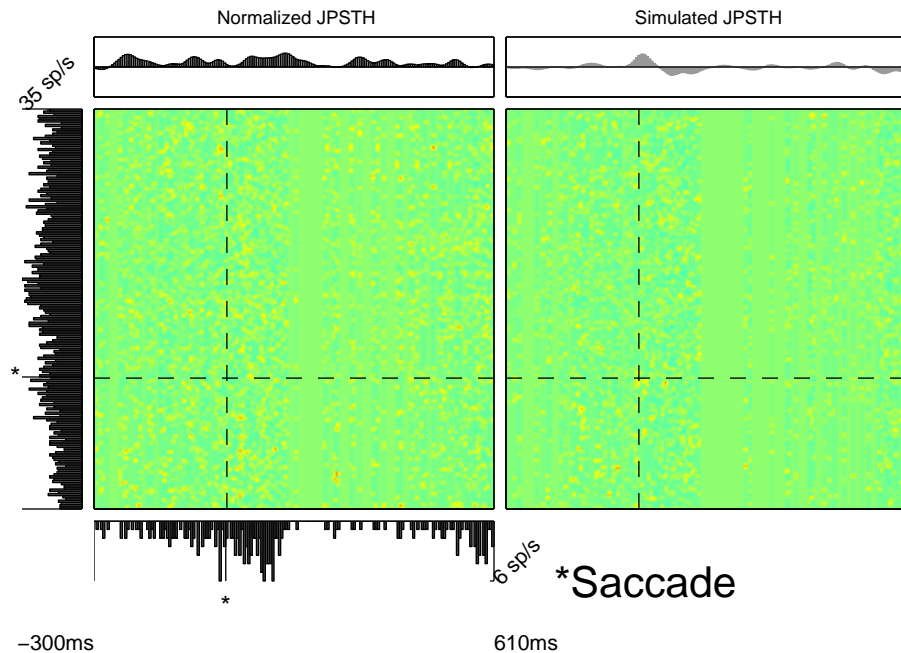 Normalized JPSTH
Simulated JPSTH
35 sp/s
*
6 sp/s
*Saccade
*
−300ms
610ms